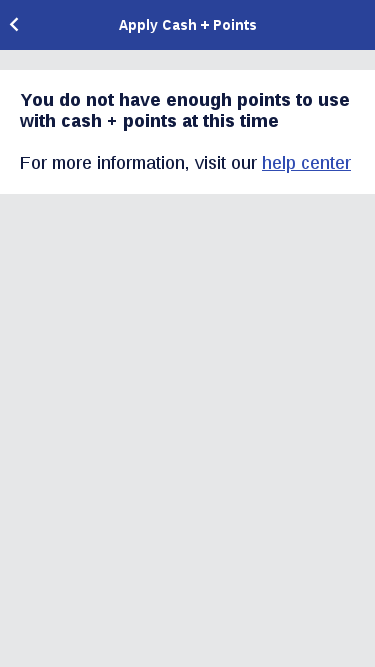 Apply Cash + Points
You do not have enough points to use
with cash + points at this time
For more information, visit our help center